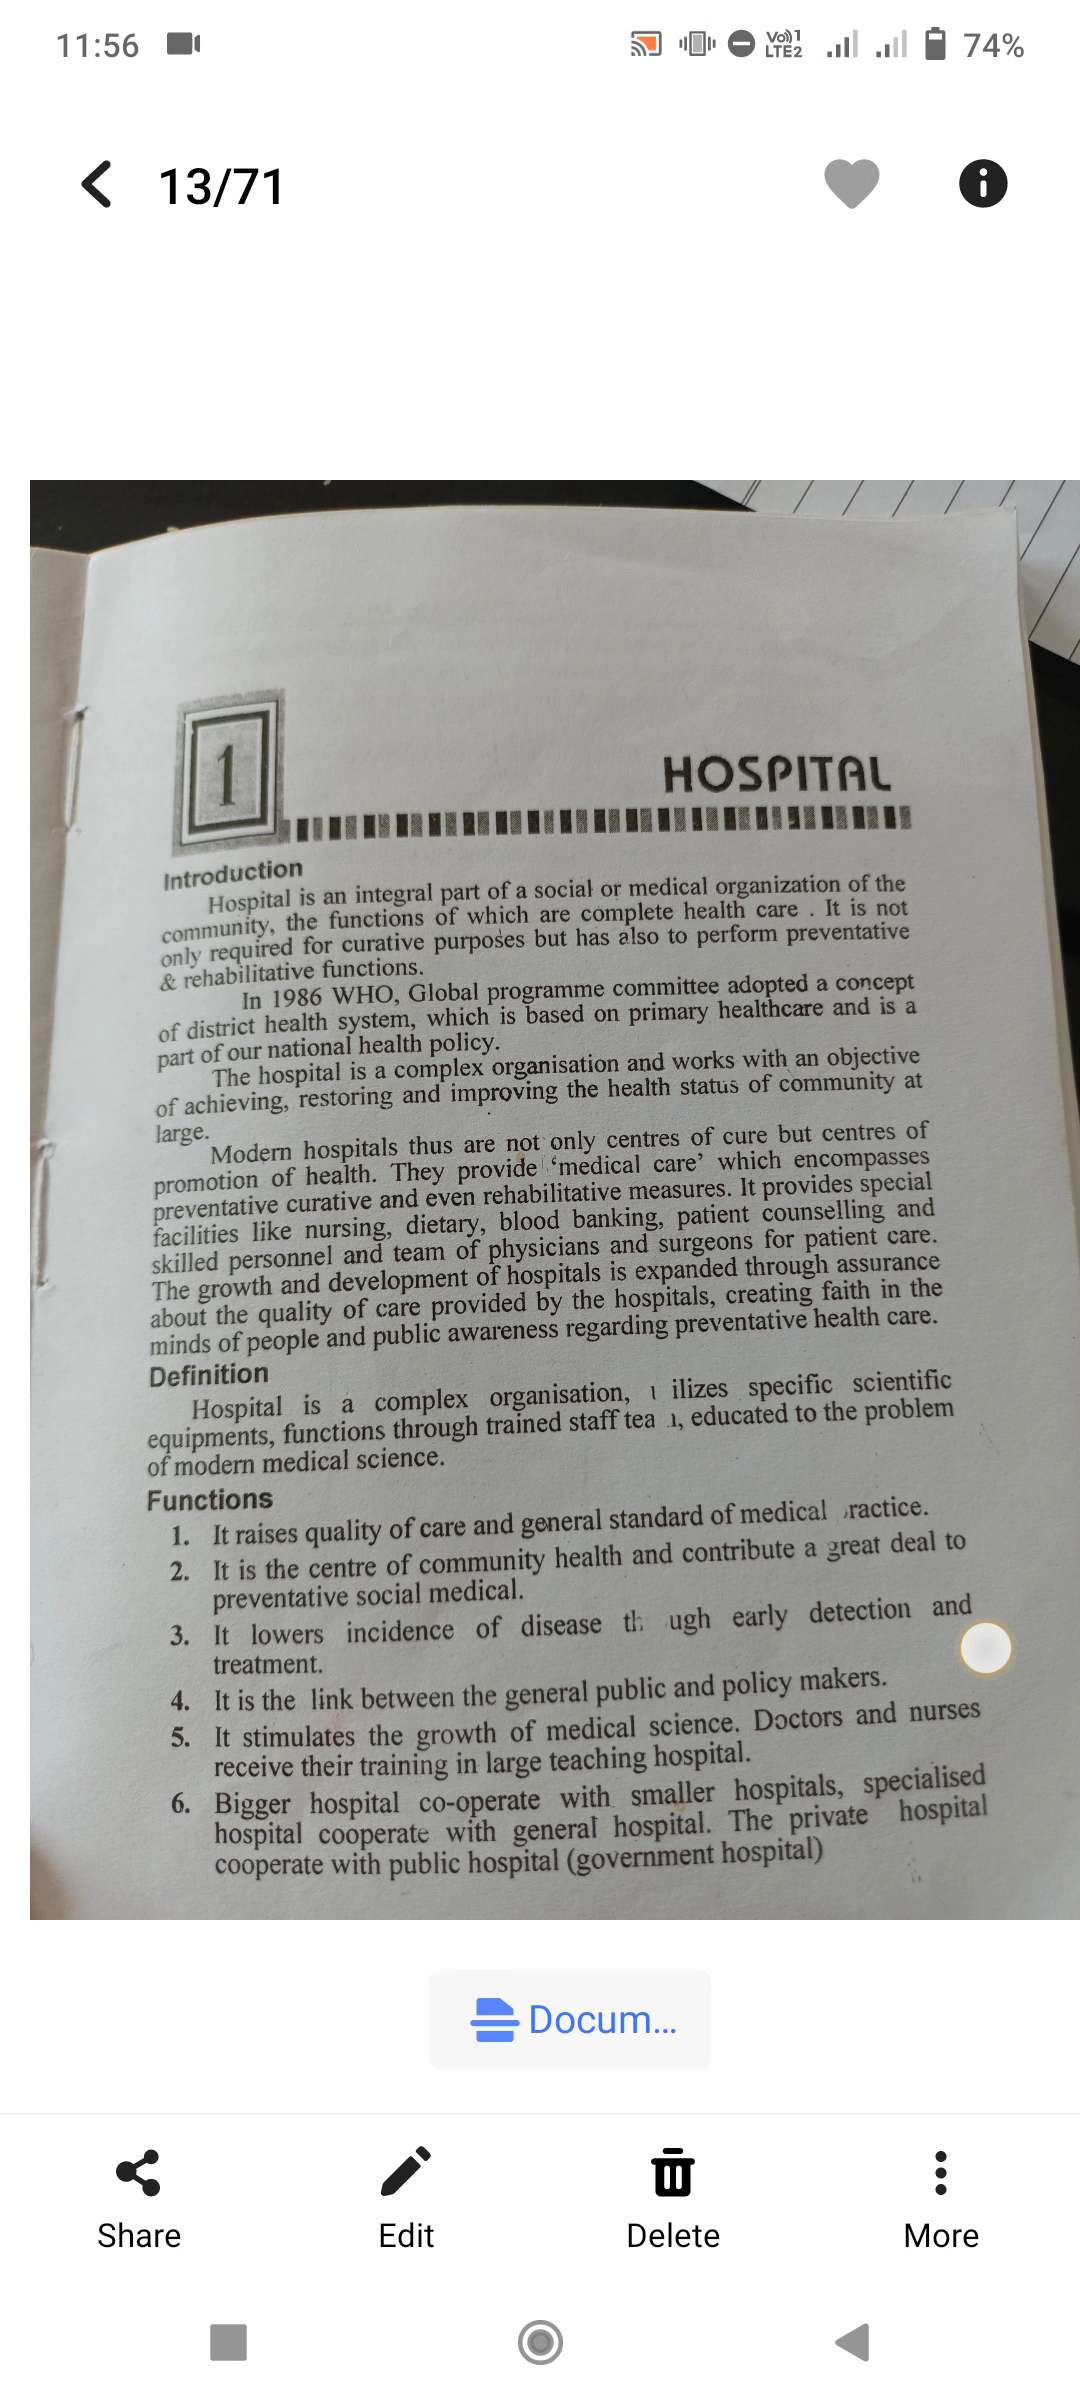 11:56
Vo))1
LTE2
74%
13/71
1
HOSPITAL
Introduction
Hospital is an integral part of a social or medical organization of the
community, the functions of which are complete health care . It is not
only required for curative purposes but has also to perform preventative
& rehabilitative functions.
In 1986 WHO, Global programme committee adopted a concept
of district health system, which is based on primary healthcare and is a
part of our national health policy.
The hospital is a complex organisation and works with an objective
of achieving, restoring and improving the health status of community at
large.
Modern hospitals thus are not only centres of cure but centres of
promotion of health. They provide ‘medical care’ which encompasses
preventative curative and even rehabilitative measures. It provides special
facilities like nursing, dietary, blood banking, patient counselling and
skilled personnel and team of physicians and surgeons for patient care.
The growth and development of hospitals is expanded through assurance
about the quality of care provided by the hospitals, creating faith in the
minds of people and public awareness regarding preventative health care.
Definition
Hospital is a complex organisation, ilizes specific scientific
equipments, functions through trained staff tea , educated to the problem
of modern medical science.
Functions
1. It raises quality of care and general standard of medical ractice.
2. It is the centre of community health and contribute a great deal to
preventative social medical.
3. It lowers incidence of disease th ugh early detection and
treatment.
4. It is the link between the general public and policy makers.
5. It stimulates the growth of medical science. Doctors and nurses
receive their training in large teaching hospital.
6. Bigger hospital co-operate with smaller hospitals, specialised
hospital cooperate with general hospital. The private hospital
cooperate with public hospital (government hospital)
Docum...
Share
Edit
Delete
More